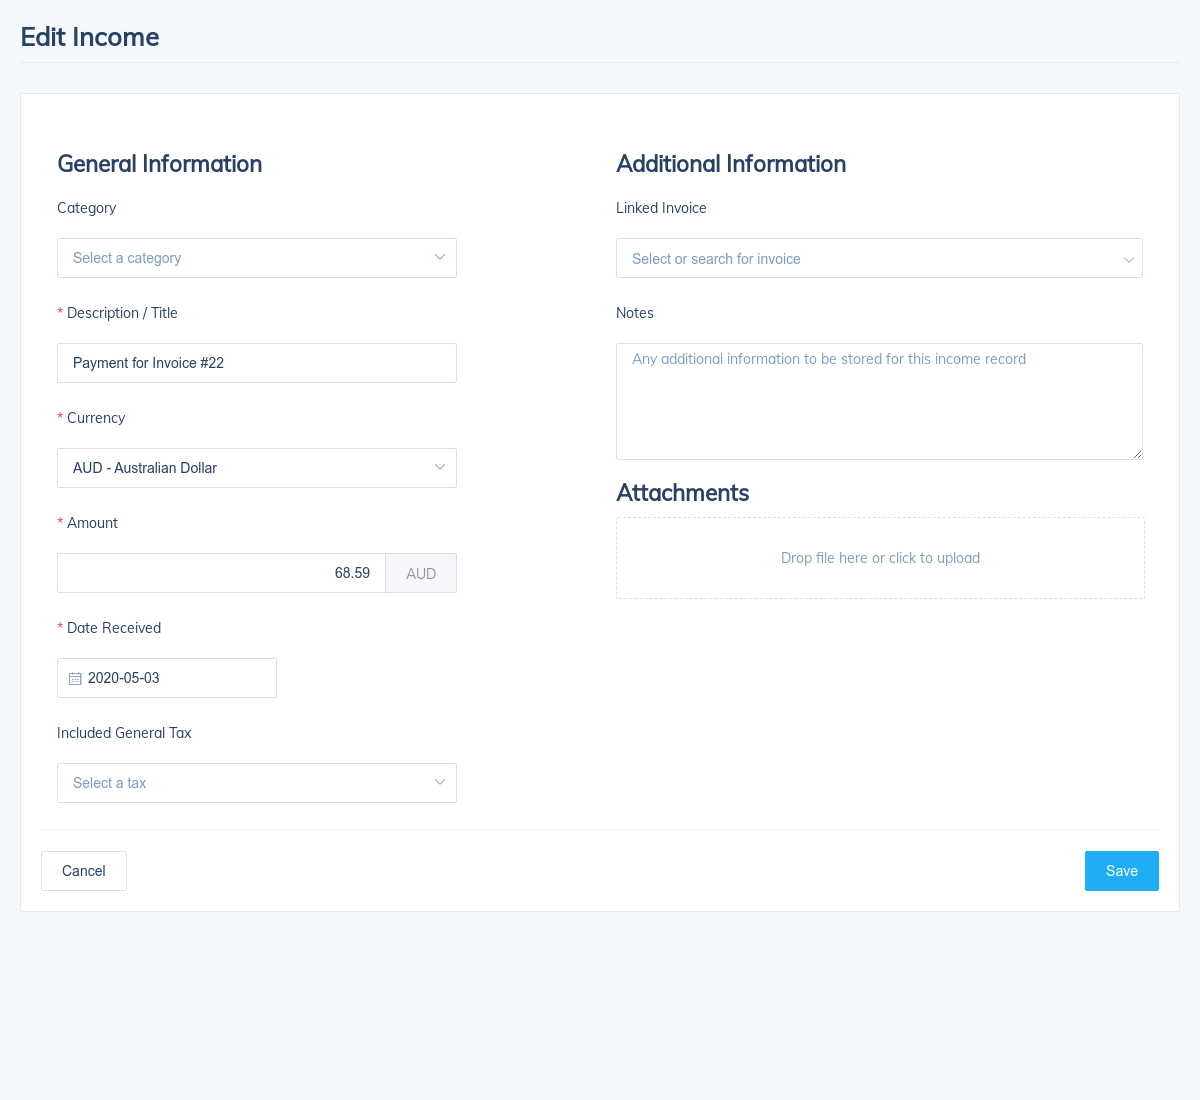 Edit Income
General Information
Category
Select a category
* Description / Title
Payment for Invoice #22
* Currency
AUD - Australian Dollar
* Amount
68.59 AUD
* Date Received
2020-05-03
Included General Tax
Select a tax
Additional Information
Linked Invoice
Select or search for invoice
Notes
Any additional information to be stored for this income record
Attachments
Drop file here or click to upload
Cancel
Save